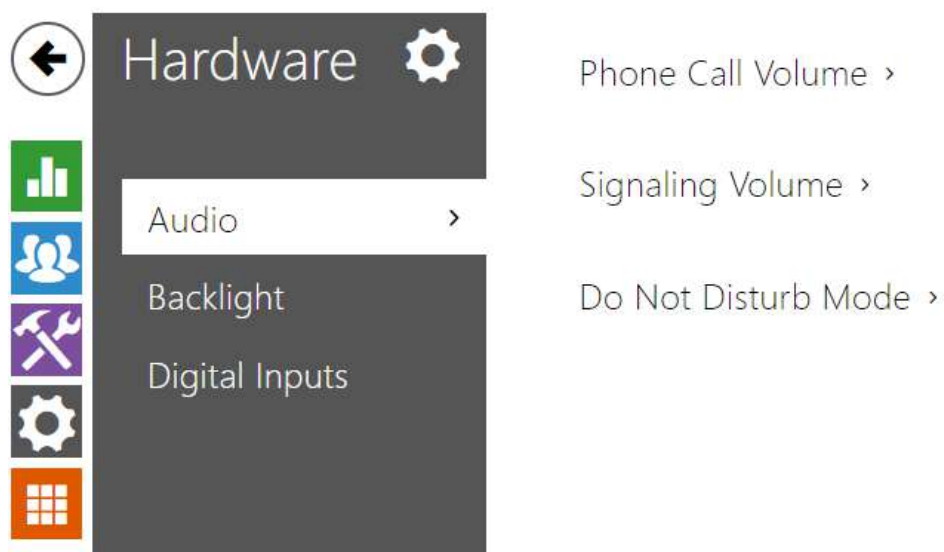 Hardware
Audio
Backlight
Digital Inputs
Phone Call Volume
Signaling Volume
Do Not Disturb Mode